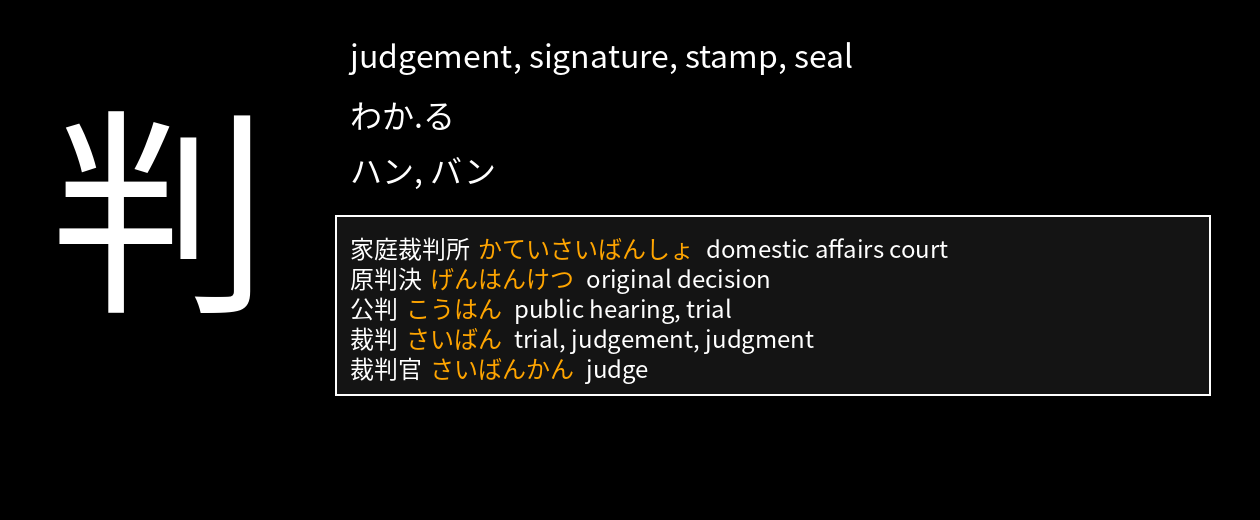 判
judgement, signature, stamp, seal
わか.る
ハン, バン
家庭裁判所 かていさいばんしょ domestic affairs court
原判決 げんはんけつ original decision
公判 こうはん public hearing, trial
裁判 さいばん trial, judgement, judgment
裁判官 さいばんかん judge